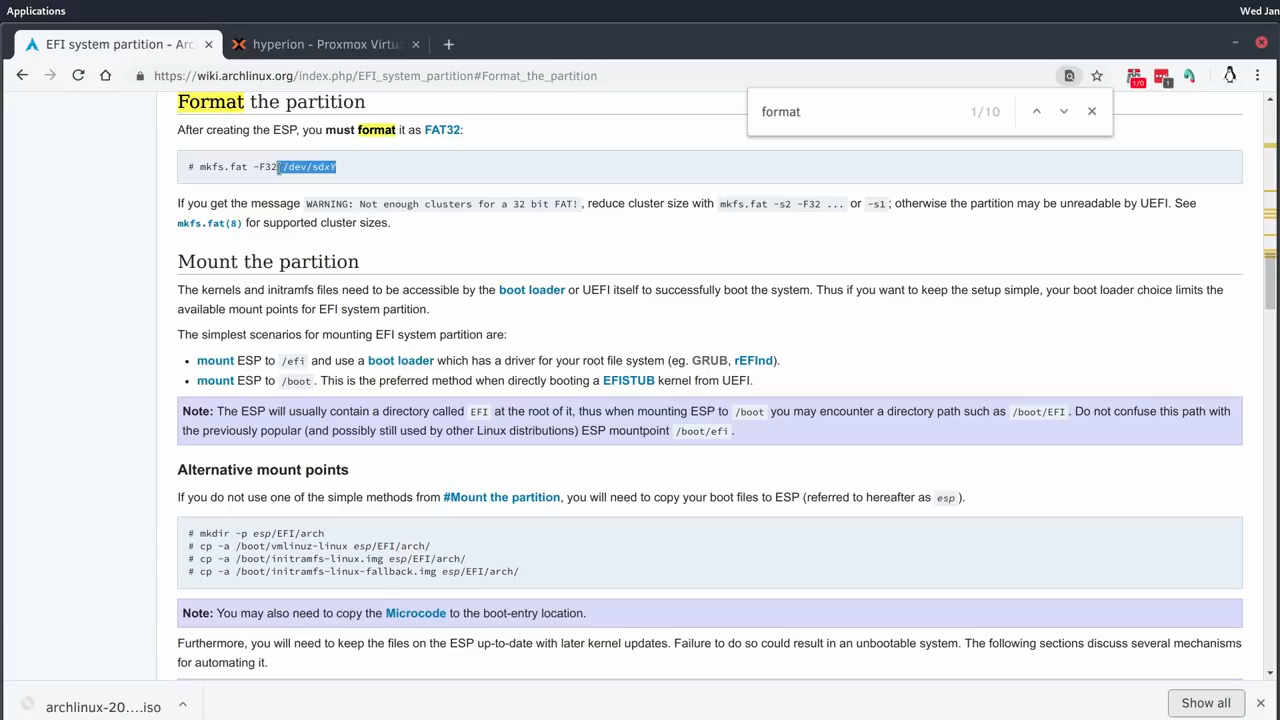 Applications
Wed Jan
EFI system partition - Arc
hyperion - Proxmox Virtu
https://wiki.archlinux.org/index.php/EFI_system_partition#Format_the_partition
1/0
1
format
1/10
Format the partition
After creating the ESP, you must format it as FAT32:
# mkfs.fat -F32 /dev/sdxY
If you get the message WARNING: Not enough clusters for a 32 bit FAT!, reduce cluster size with mkfs.fat -s2 -F32 ... or -s1; otherwise the partition may be unreadable by UEFI. See
mkfs.fat(8) for supported cluster sizes.
Mount the partition
The kernels and initramfs files need to be accessible by the boot loader or UEFI itself to successfully boot the system. Thus if you want to keep the setup simple, your boot loader choice limits the
available mount points for EFI system partition.
The simplest scenarios for mounting EFI system partition are:
• mount ESP to /efi and use a boot loader which has a driver for your root file system (eg. GRUB, rEFInd).
• mount ESP to /boot. This is the preferred method when directly booting a EFISTUB kernel from UEFI.
Note: The ESP will usually contain a directory called EFI at the root of it, thus when mounting ESP to /boot you may encounter a directory path such as /boot/EFI. Do not confuse this path with
the previously popular (and possibly still used by other Linux distributions) ESP mountpoint /boot/efi.
Alternative mount points
If you do not use one of the simple methods from #Mount the partition, you will need to copy your boot files to ESP (referred to hereafter as esp).
# mkdir -p esp/EFI/arch
# cp -a /boot/vmlinuz-linux esp/EFI/arch/
# cp -a /boot/initramfs-linux.img esp/EFI/arch/
# cp -a /boot/initramfs-linux-fallback.img esp/EFI/arch/
Note: You may also need to copy the Microcode to the boot-entry location.
Furthermore, you will need to keep the files on the ESP up-to-date with later kernel updates. Failure to do so could result in an unbootable system. The following sections discuss several mechanisms
for automating it.
archlinux-20....iso
Show all